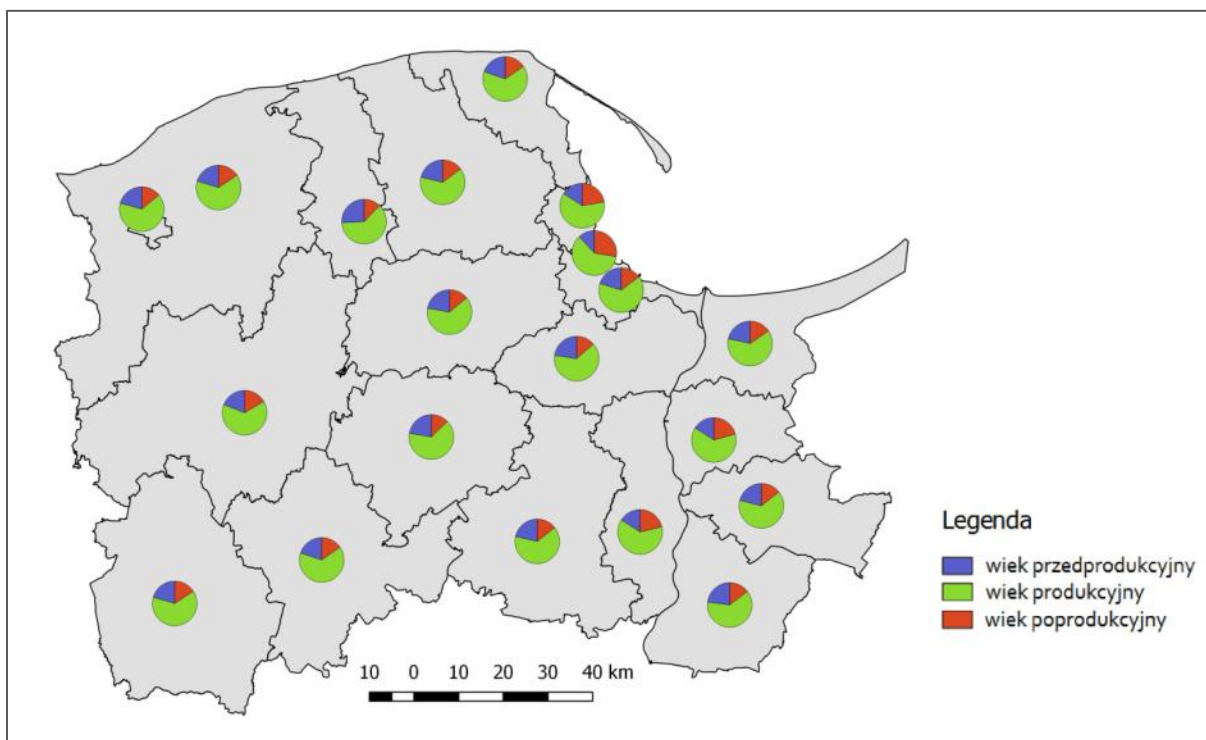 Legenda
wiek przedprodukcyjny
wiek produkcyjny
wiek poprodukcyjny
10 0 10 20 30 40 km